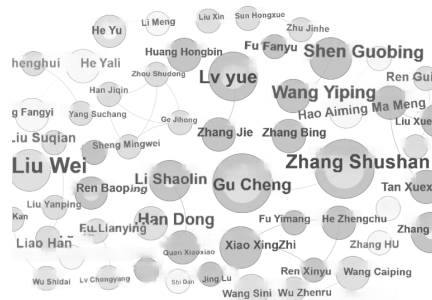 Liu Xin
Sun Hongxue
Li Meng
He Yu
Zhu Jinhe
Fu Fanyu
Huang Hongbin
Shen Guobing
henghui
He Yali
Zhou Shudong
Lv yue
Ren Gui
Han Jiqin
Wang Yiping
g Fangyi
Yang Suchang
Hao Aiming
Ma Meng
Ge Jihong
Liu Xue
iu Suqian
Zhang Jie
Zhang Bing
Sheng Mingwei
Liu Wei
Zhang Shushan
Li Shaolin
Gu Cheng
Ren Baoping
Tan Xuex
Liu Yanping
Kan
Han Dong
Fu Yimang
He Zhengchu
Fu Lianying
Zhang
Liao Han
Xiao XingZhi
Zhang HU
Quan Xiaoxiao
Ren Xinyu
Wang Caiping
Wu Shidai
Lv Chongyang
Shi Dan
Jing Lu
Wang Sini
Wu Zhenru